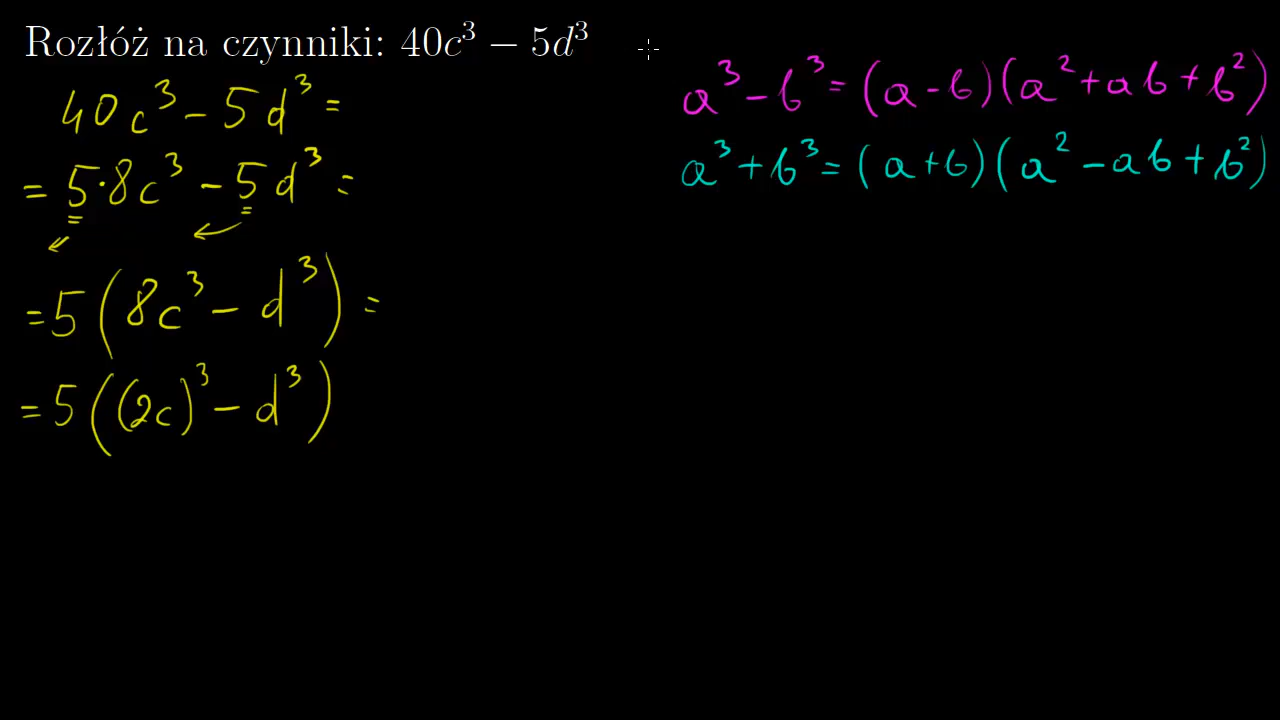 Rozłóż na czynniki: 40c³ − 5d³
40c³ − 5d³ =
= 5·8c³ − 5d³ =
= 5(8c³ − d³) =
= 5((2c)³ − d³)
a³ − b³ = (a − b)(a² + ab + b²)
a³ + b³ = (a + b)(a² − ab + b²)